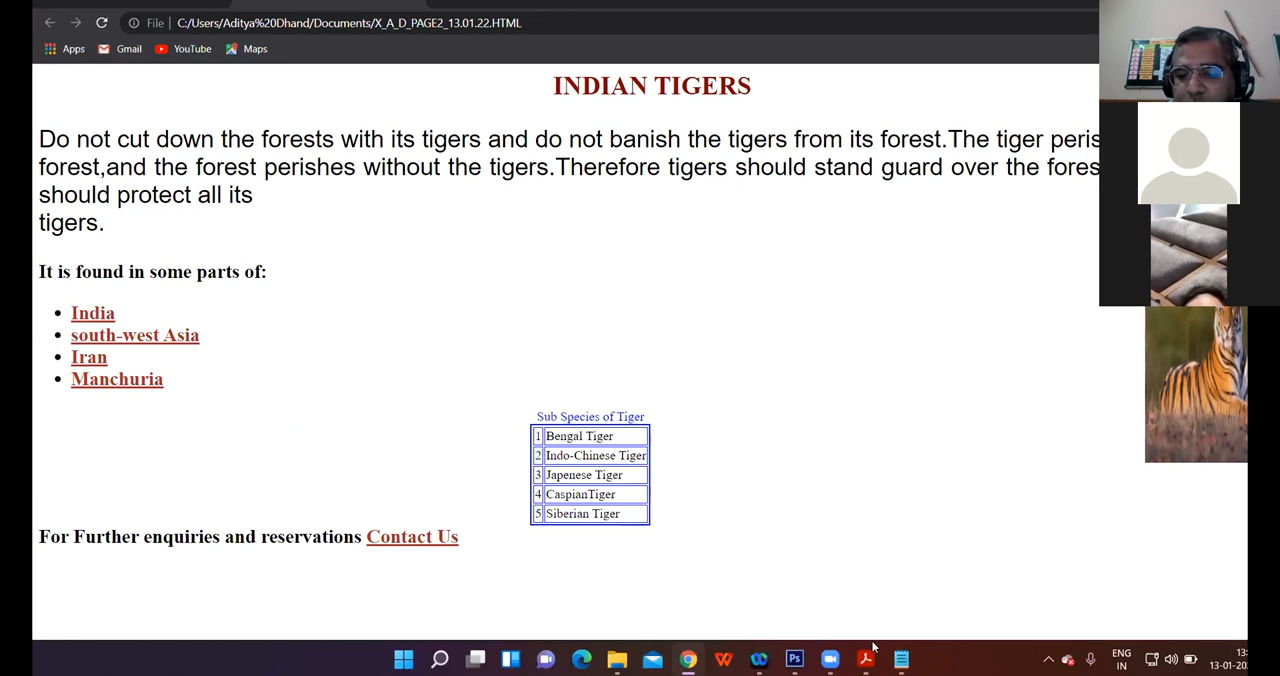 File | C:/Users/Aditya%20Dhand/Documents/X_A_D_PAGE2_13.01.22.HTML
Apps Gmail YouTube Maps
INDIAN TIGERS
Do not cut down the forests with its tigers and do not banish the tigers from its forest.The tiger peris
forest,and the forest perishes without the tigers.Therefore tigers should stand guard over the fores
should protect all its
tigers.
It is found in some parts of:
India
south-west Asia
Iran
Manchuria
Sub Species of Tiger
1 Bengal Tiger
2 Indo-Chinese Tiger
3 Japenese Tiger
4 CaspianTiger
5 Siberian Tiger
For Further enquiries and reservations Contact Us
Ps
ENG
IN
13:
13-01-20